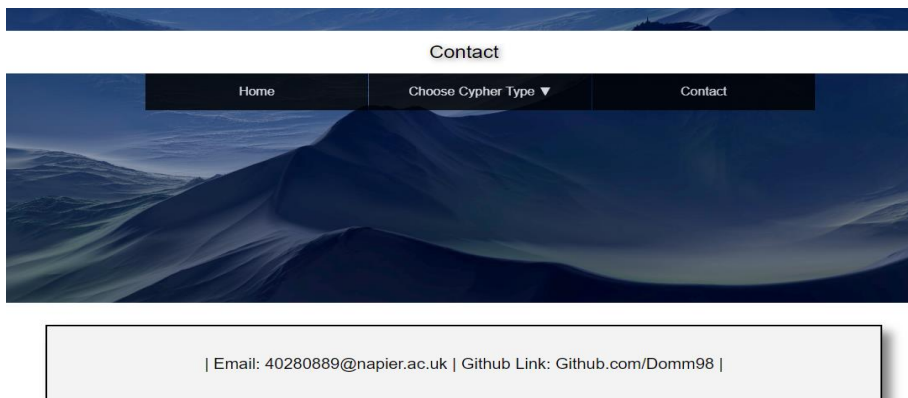 Contact
Home Choose Cypher Type ▼ Contact
| Email: 40280889@napier.ac.uk | Github Link: Github.com/Domm98 |